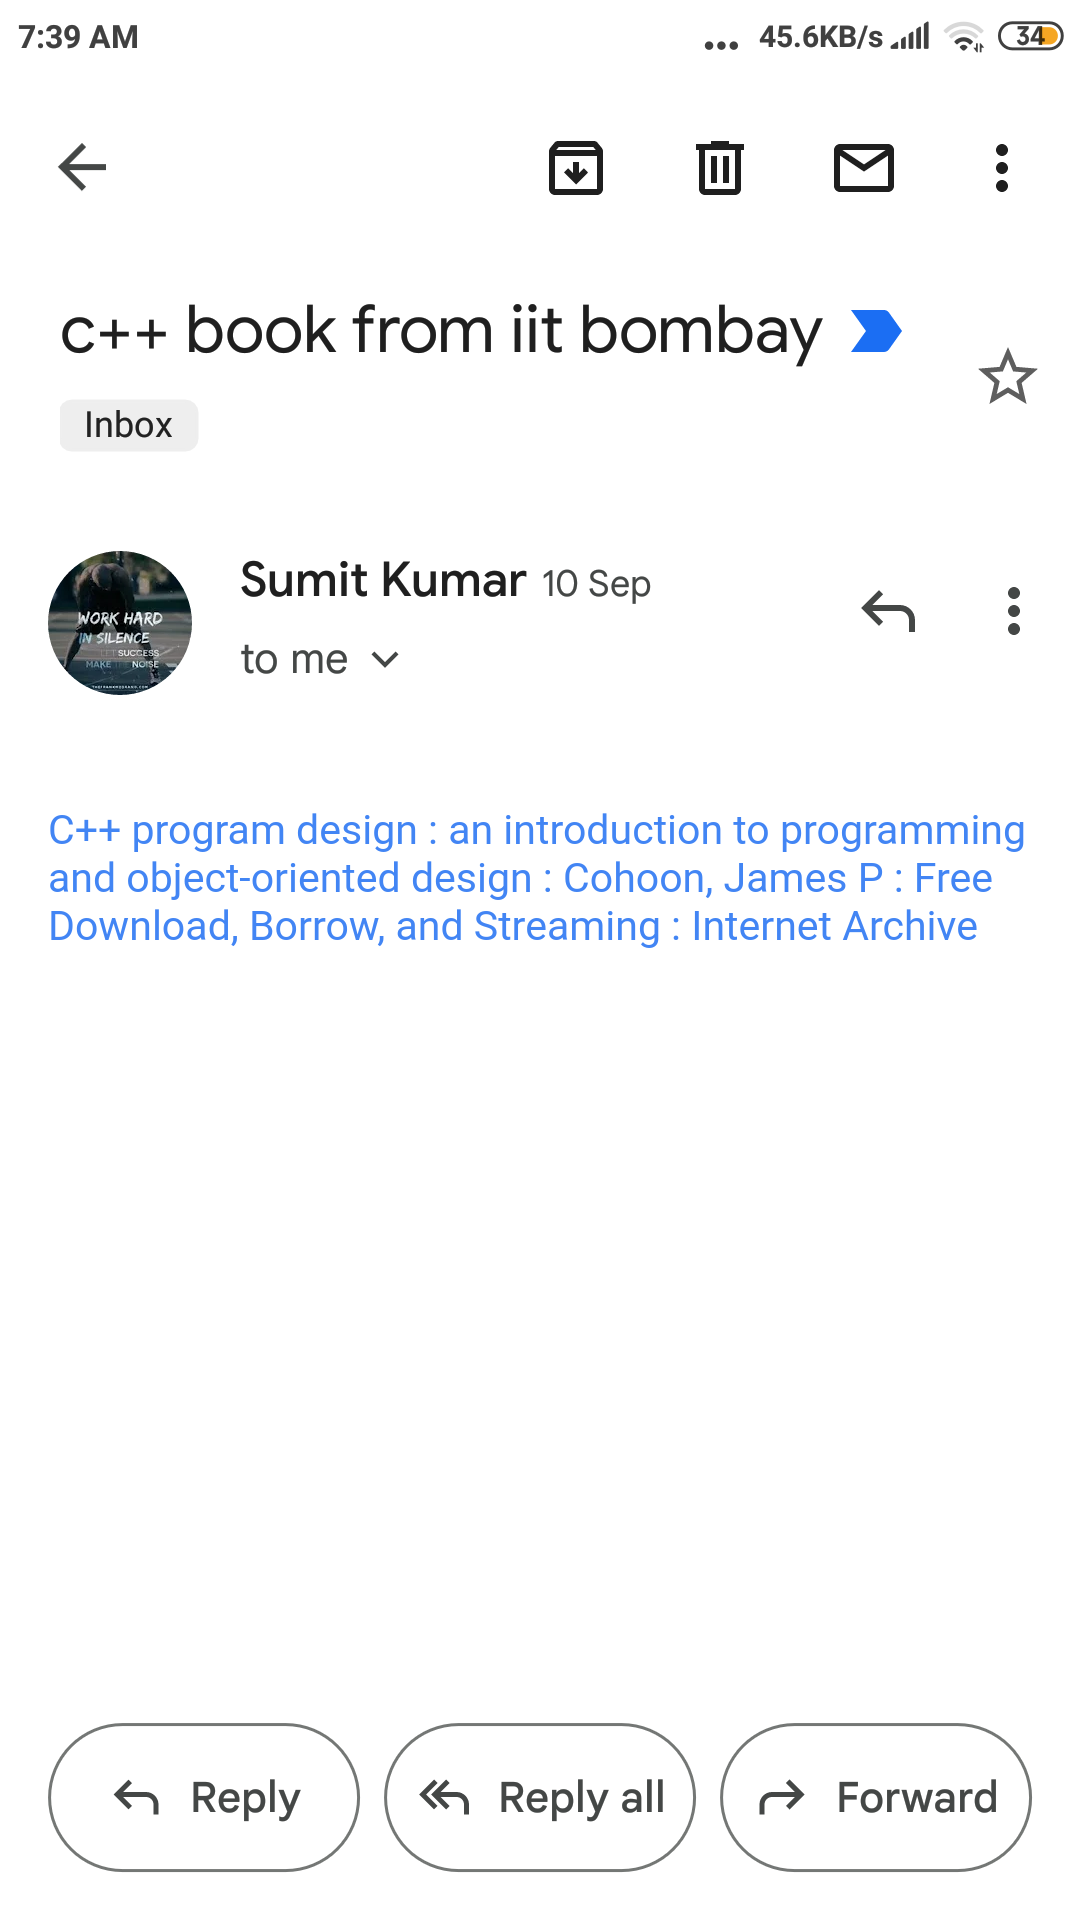 7:39 AM
45.6KB/s
34
c++ book from iit bombay
Inbox
Sumit Kumar 10 Sep
to me
WORK HARD
IN SILENCE
SUCCESS
MAKE NOISE
C++ program design : an introduction to programming
and object-oriented design : Cohoon, James P : Free
Download, Borrow, and Streaming : Internet Archive
Reply
Reply all
Forward